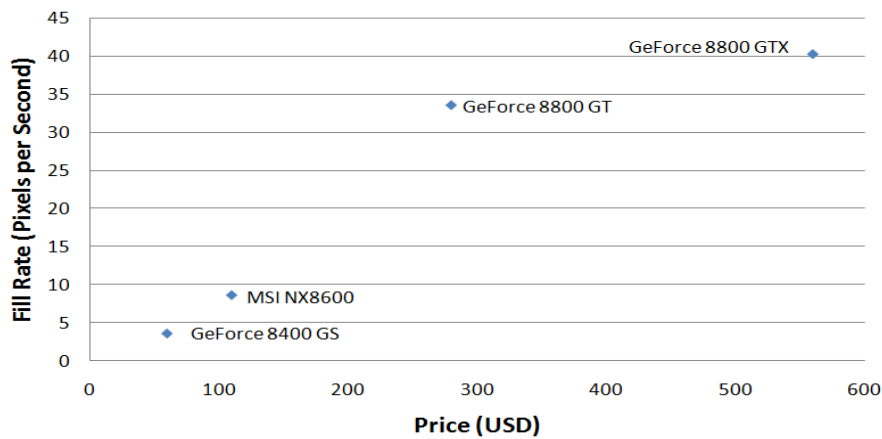 45
40
35
30
25
20
15
10
5
0
Fill Rate (Pixels per Second)
GeForce 8800 GTX
GeForce 8800 GT
MSI NX8600
GeForce 8400 GS
0 100 200 300 400 500 600
Price (USD)